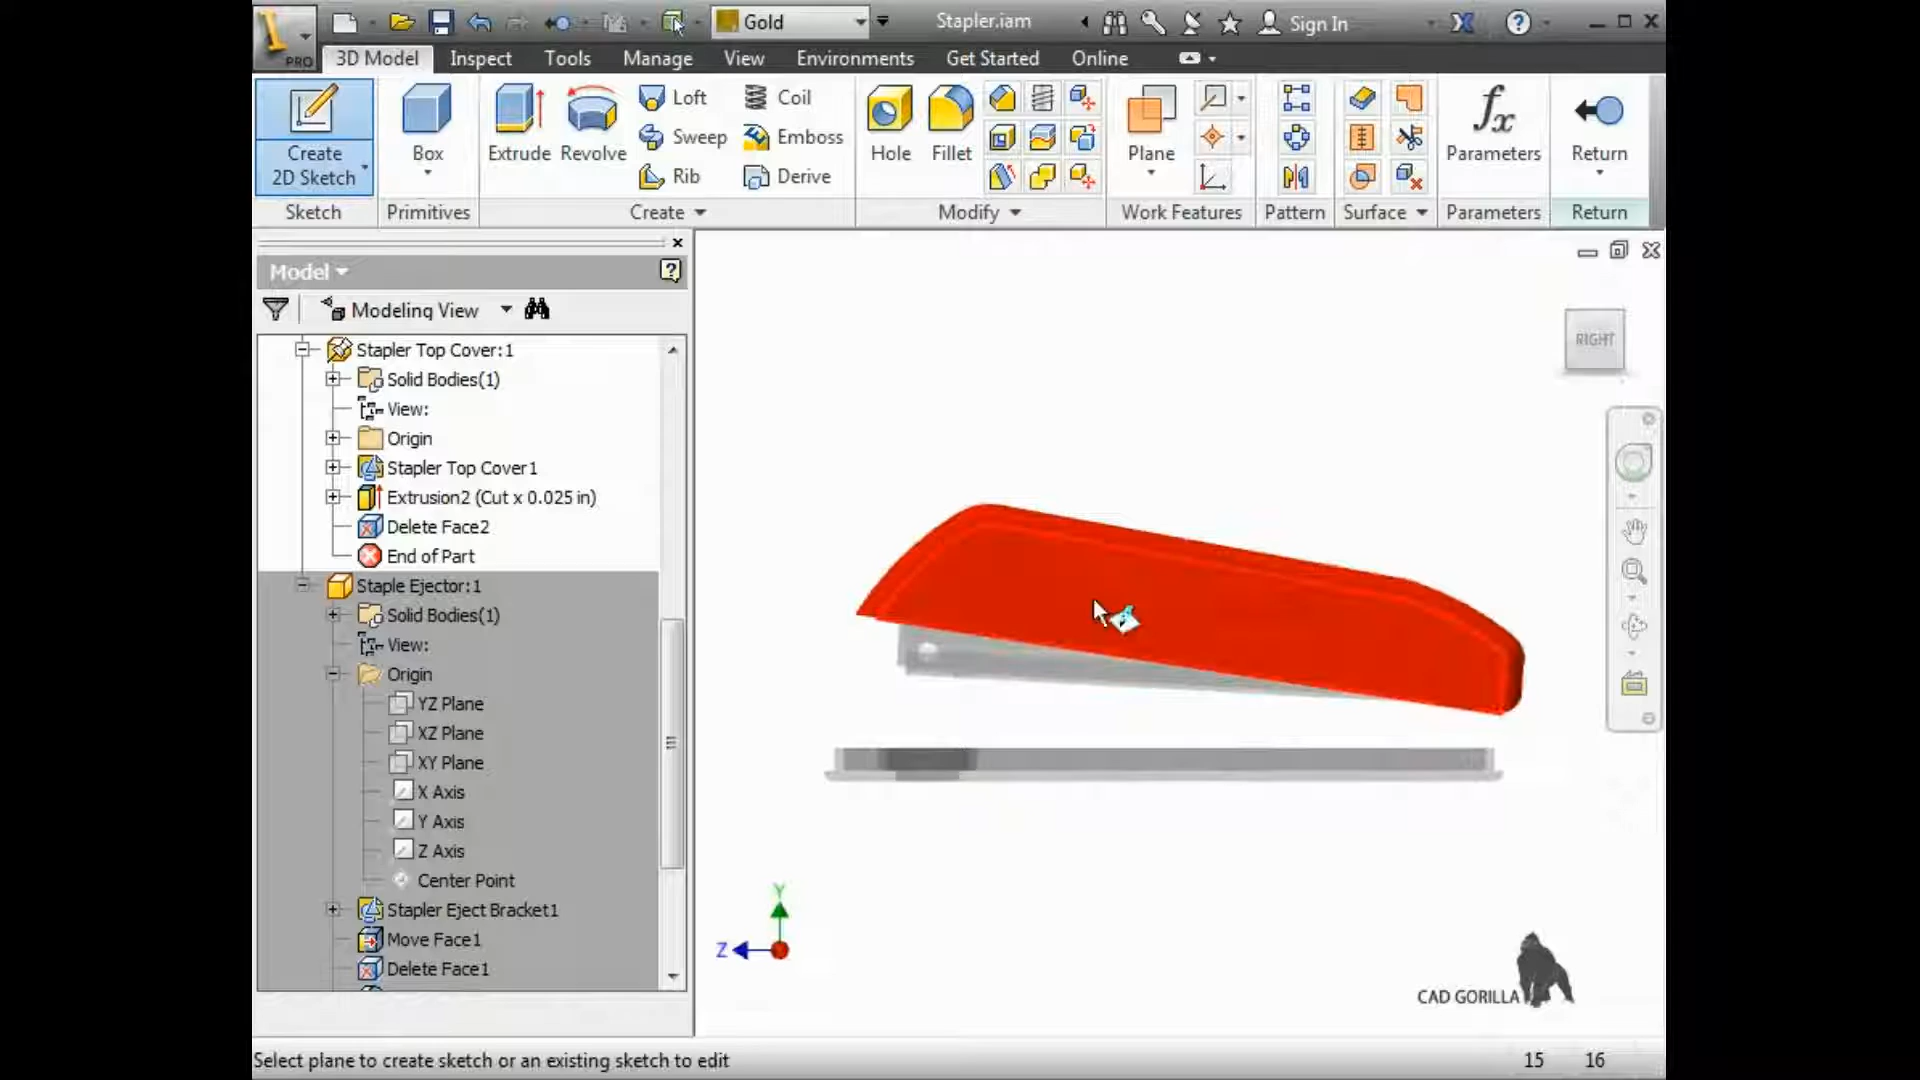 PRO
Gold
Stapler.iam
Sign In
3D Model
Inspect
Tools
Manage
View
Environments
Get Started
Online
Create
2D Sketch
Box
Extrude
Revolve
Loft
Sweep
Rib
Coil
Emboss
Derive
Hole
Fillet
Plane
fx
Parameters
Return
Sketch
Primitives
Create
Modify
Work Features
Pattern
Surface
Parameters
Return
Model
Modeling View
Stapler Top Cover:1
Solid Bodies(1)
View:
Origin
Stapler Top Cover1
Extrusion2 (Cut x 0.025 in)
Delete Face2
End of Part
Staple Ejector:1
Solid Bodies(1)
View:
Origin
YZ Plane
XZ Plane
XY Plane
X Axis
Y Axis
Z Axis
Center Point
Stapler Eject Bracket1
Move Face1
Delete Face1
RIGHT
Y
Z
CAD GORILLA
Select plane to create sketch or an existing sketch to edit
15 16